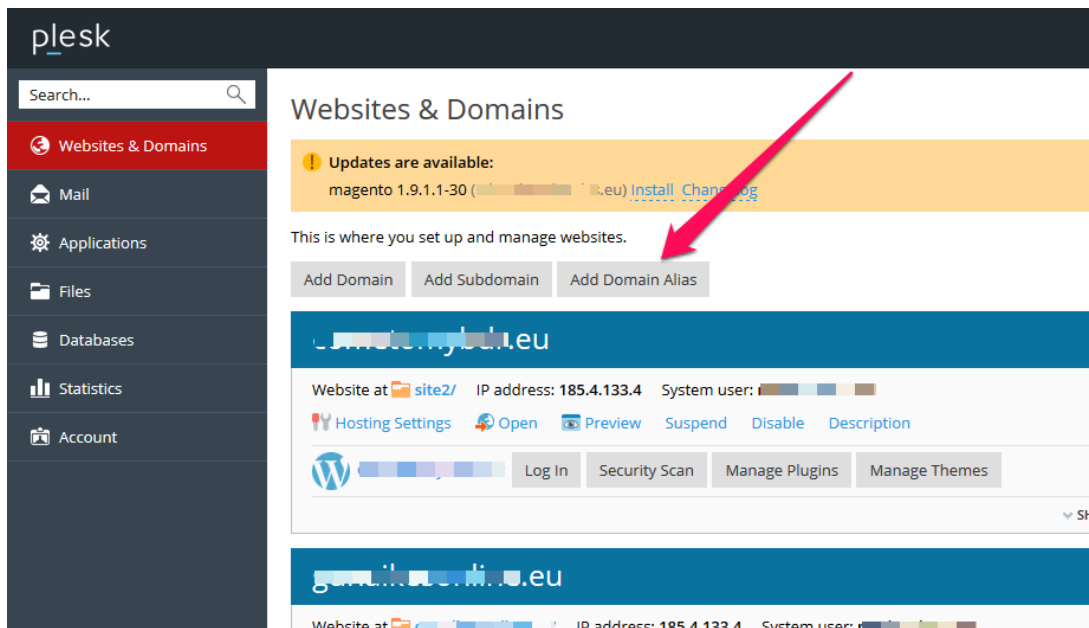 plesk
Search...
Websites & Domains
Mail
Applications
Files
Databases
Statistics
Account
Websites & Domains
Updates are available:
magento 1.9.1.1-30 ( .eu) Install
This is where you set up and manage websites.
Add Domain Add Subdomain Add Domain Alias
.eu
Website at site2/ IP address: 185.4.133.4 System user:
Hosting Settings Open Preview Suspend Disable Description
Log In Security Scan Manage Plugins Manage Themes
.eu
Website at IP address: 185.4.133.4 System user: